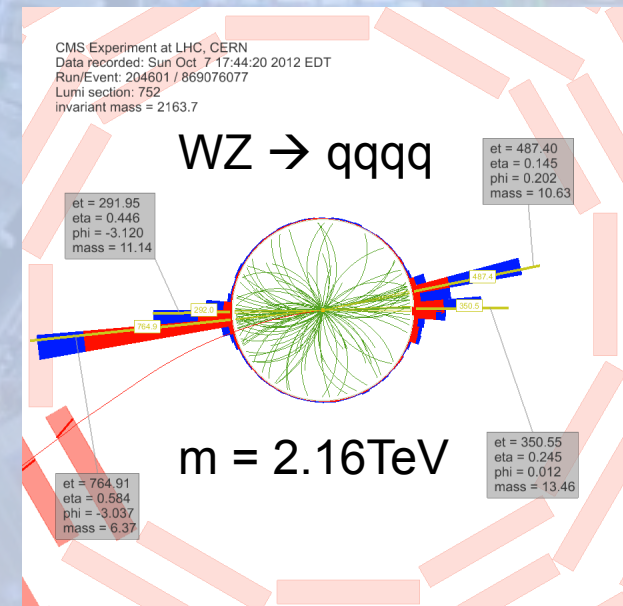 CMS Experiment at LHC, CERN
Data recorded: Sun Oct 7 17:44:20 2012 EDT
Run/Event: 204601 / 869076077
Lumi section: 752
invariant mass = 2163.7
WZ → qqqq
et = 487.40
eta = 0.145
phi = 0.202
mass = 10.63
et = 291.95
eta = 0.446
phi = -3.120
mass = 11.14
487.4
292.0
350.5
764.9
m = 2.16TeV
et = 350.55
eta = 0.245
phi = 0.012
mass = 13.46
et = 764.91
eta = 0.584
phi = -3.037
mass = 6.37